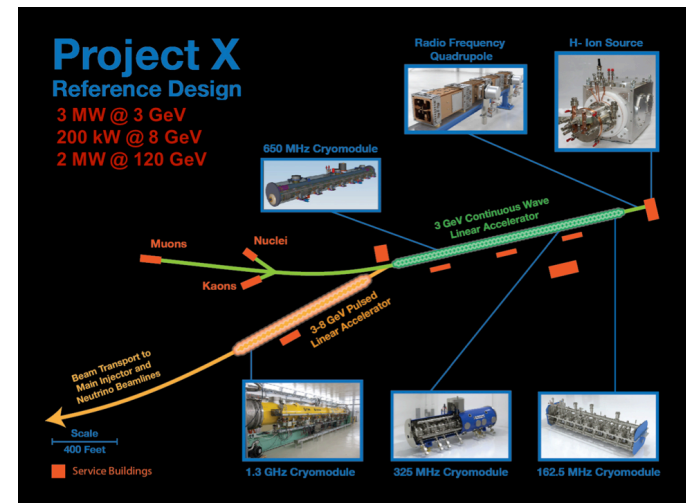 Project X
Reference Design
3 MW @ 3 GeV
200 kW @ 8 GeV
2 MW @ 120 GeV
Radio Frequency
Quadrupole
H- Ion Source
650 MHz Cryomodule
3 GeV Continuous Wave
Linear Accelerator
Muons
Nuclei
Kaons
3-8 GeV Pulsed
Linear Accelerator
Beam Transport to
Main Injector and
Neutrino Beamlines
Scale
400 Feet
Service Buildings
1.3 GHz Cryomodule
325 MHz Cryomodule
162.5 MHz Cryomodule